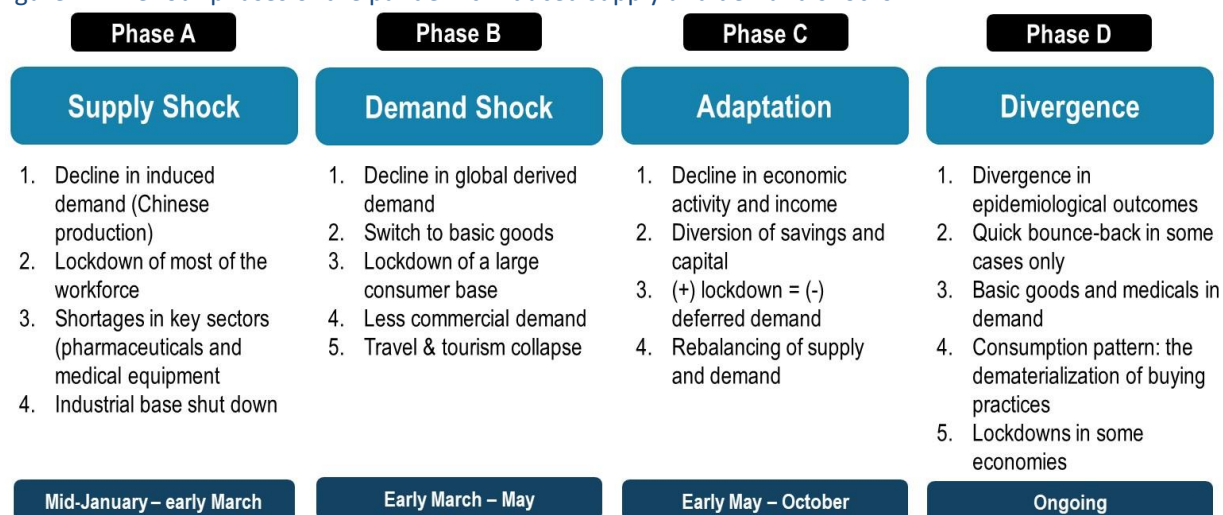 Phase A
Supply Shock
1. Decline in induced
demand (Chinese
production)
2. Lockdown of most of the
workforce
3. Shortages in key sectors
(pharmaceuticals and
medical equipment
4. Industrial base shut down
Mid-January – early March
Phase B
Demand Shock
1. Decline in global derived
demand
2. Switch to basic goods
3. Lockdown of a large
consumer base
4. Less commercial demand
5. Travel & tourism collapse
Early March – May
Phase C
Adaptation
1. Decline in economic
activity and income
2. Diversion of savings and
capital
3. (+) lockdown = (-)
deferred demand
4. Rebalancing of supply
and demand
Early May – October
Phase D
Divergence
1. Divergence in
epidemiological outcomes
2. Quick bounce-back in some
cases only
3. Basic goods and medicals in
demand
4. Consumption pattern: the
dematerialization of buying
practices
5. Lockdowns in some
economies
Ongoing